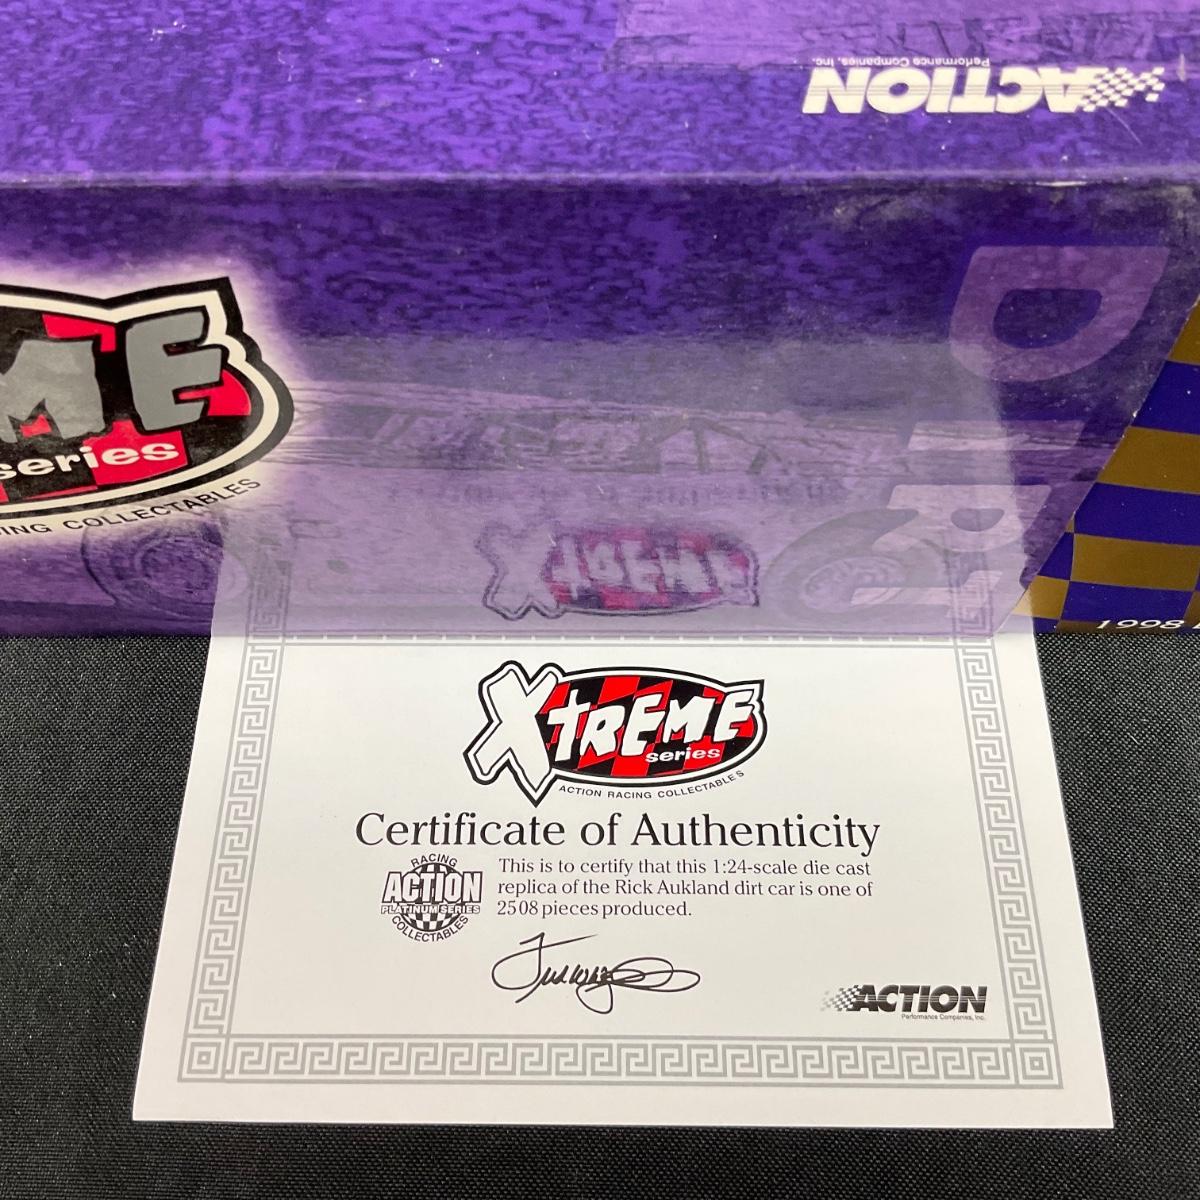 ACTION
Performance Companies, Inc.
ME
series
ING COLLECTABLES
DIR
1998
XTREME
series
ACTION RACING COLLECTABLES
Certificate of Authenticity
RACING
ACTION
PLATINUM SERIES
COLLECTABLES
This is to certify that this 1:24-scale die cast
replica of the Rick Aukland dirt car is one of
2508 pieces produced.
ACTION
Performance Companies, Inc.